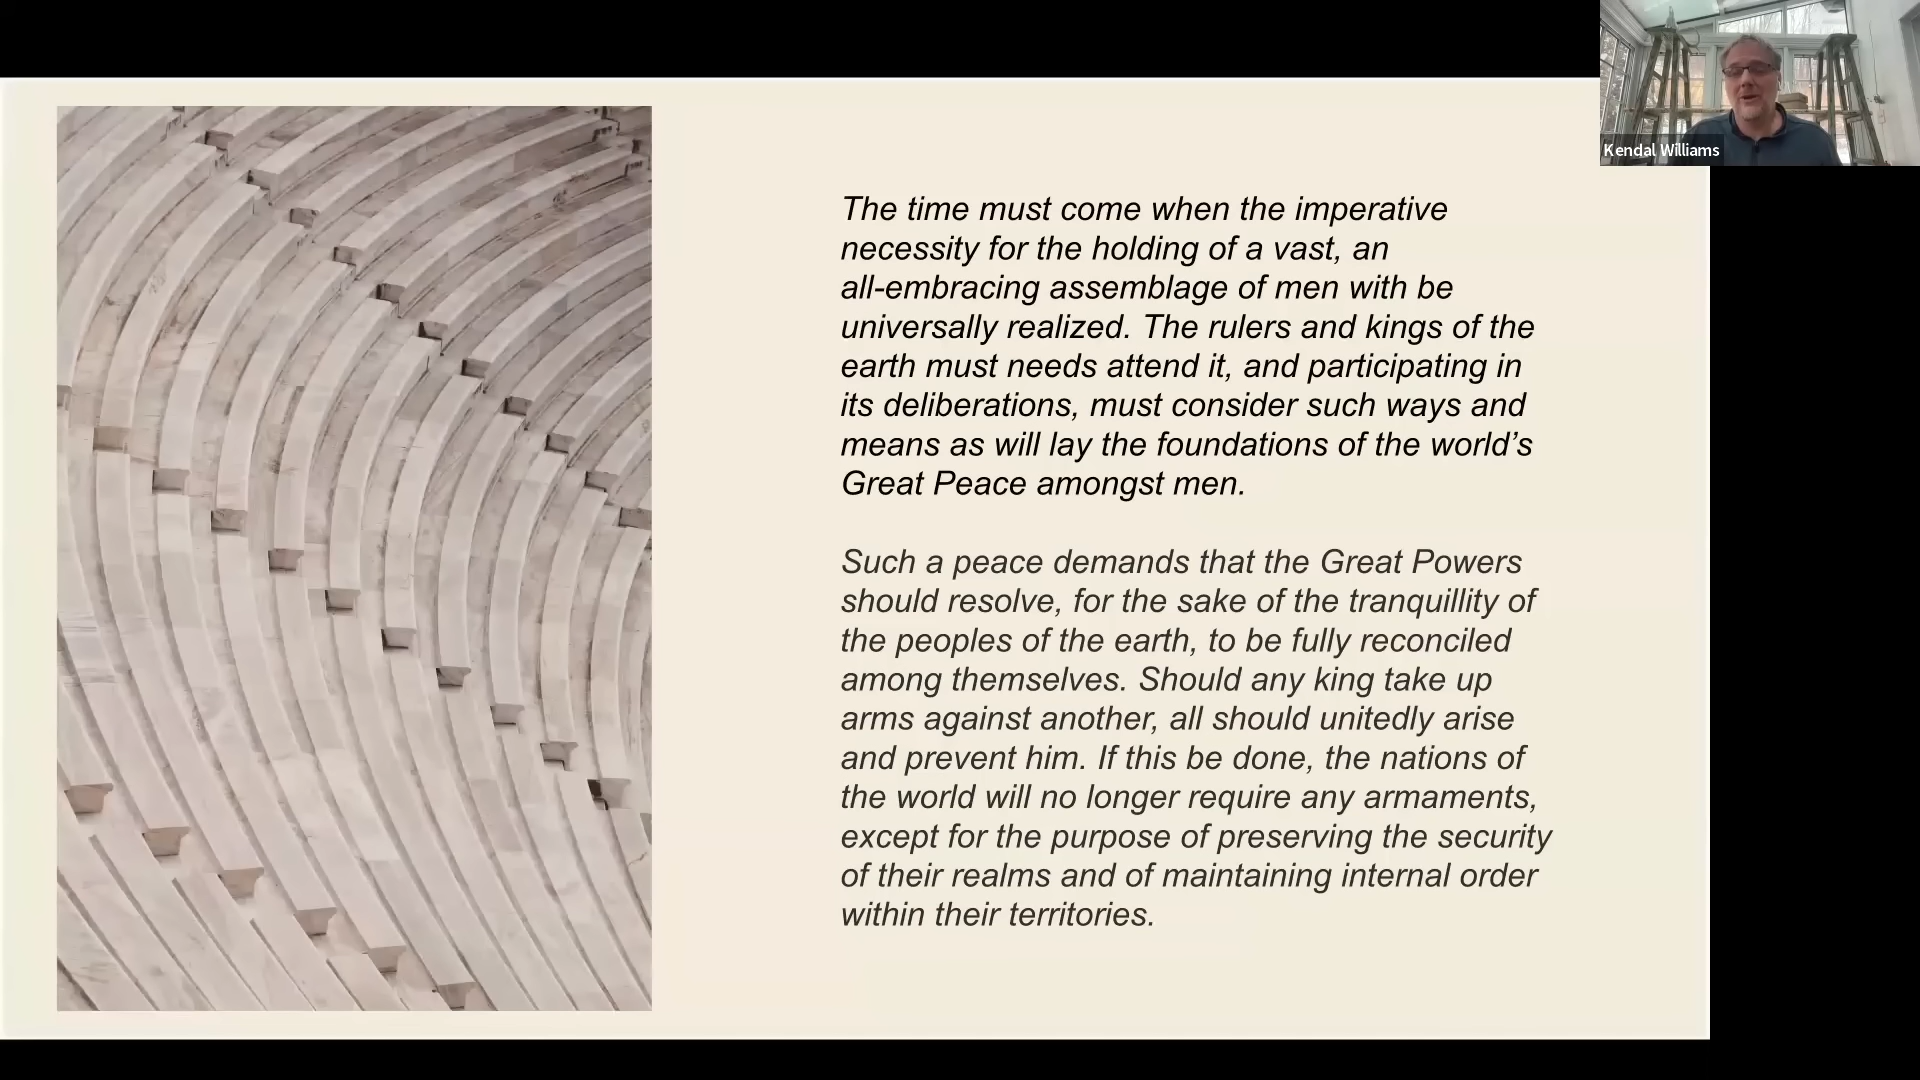 Kendal Williams
The time must come when the imperative
necessity for the holding of a vast, an
all-embracing assemblage of men with be
universally realized. The rulers and kings of the
earth must needs attend it, and participating in
its deliberations, must consider such ways and
means as will lay the foundations of the world’s
Great Peace amongst men.
Such a peace demands that the Great Powers
should resolve, for the sake of the tranquillity of
the peoples of the earth, to be fully reconciled
among themselves. Should any king take up
arms against another, all should unitedly arise
and prevent him. If this be done, the nations of
the world will no longer require any armaments,
except for the purpose of preserving the security
of their realms and of maintaining internal order
within their territories.